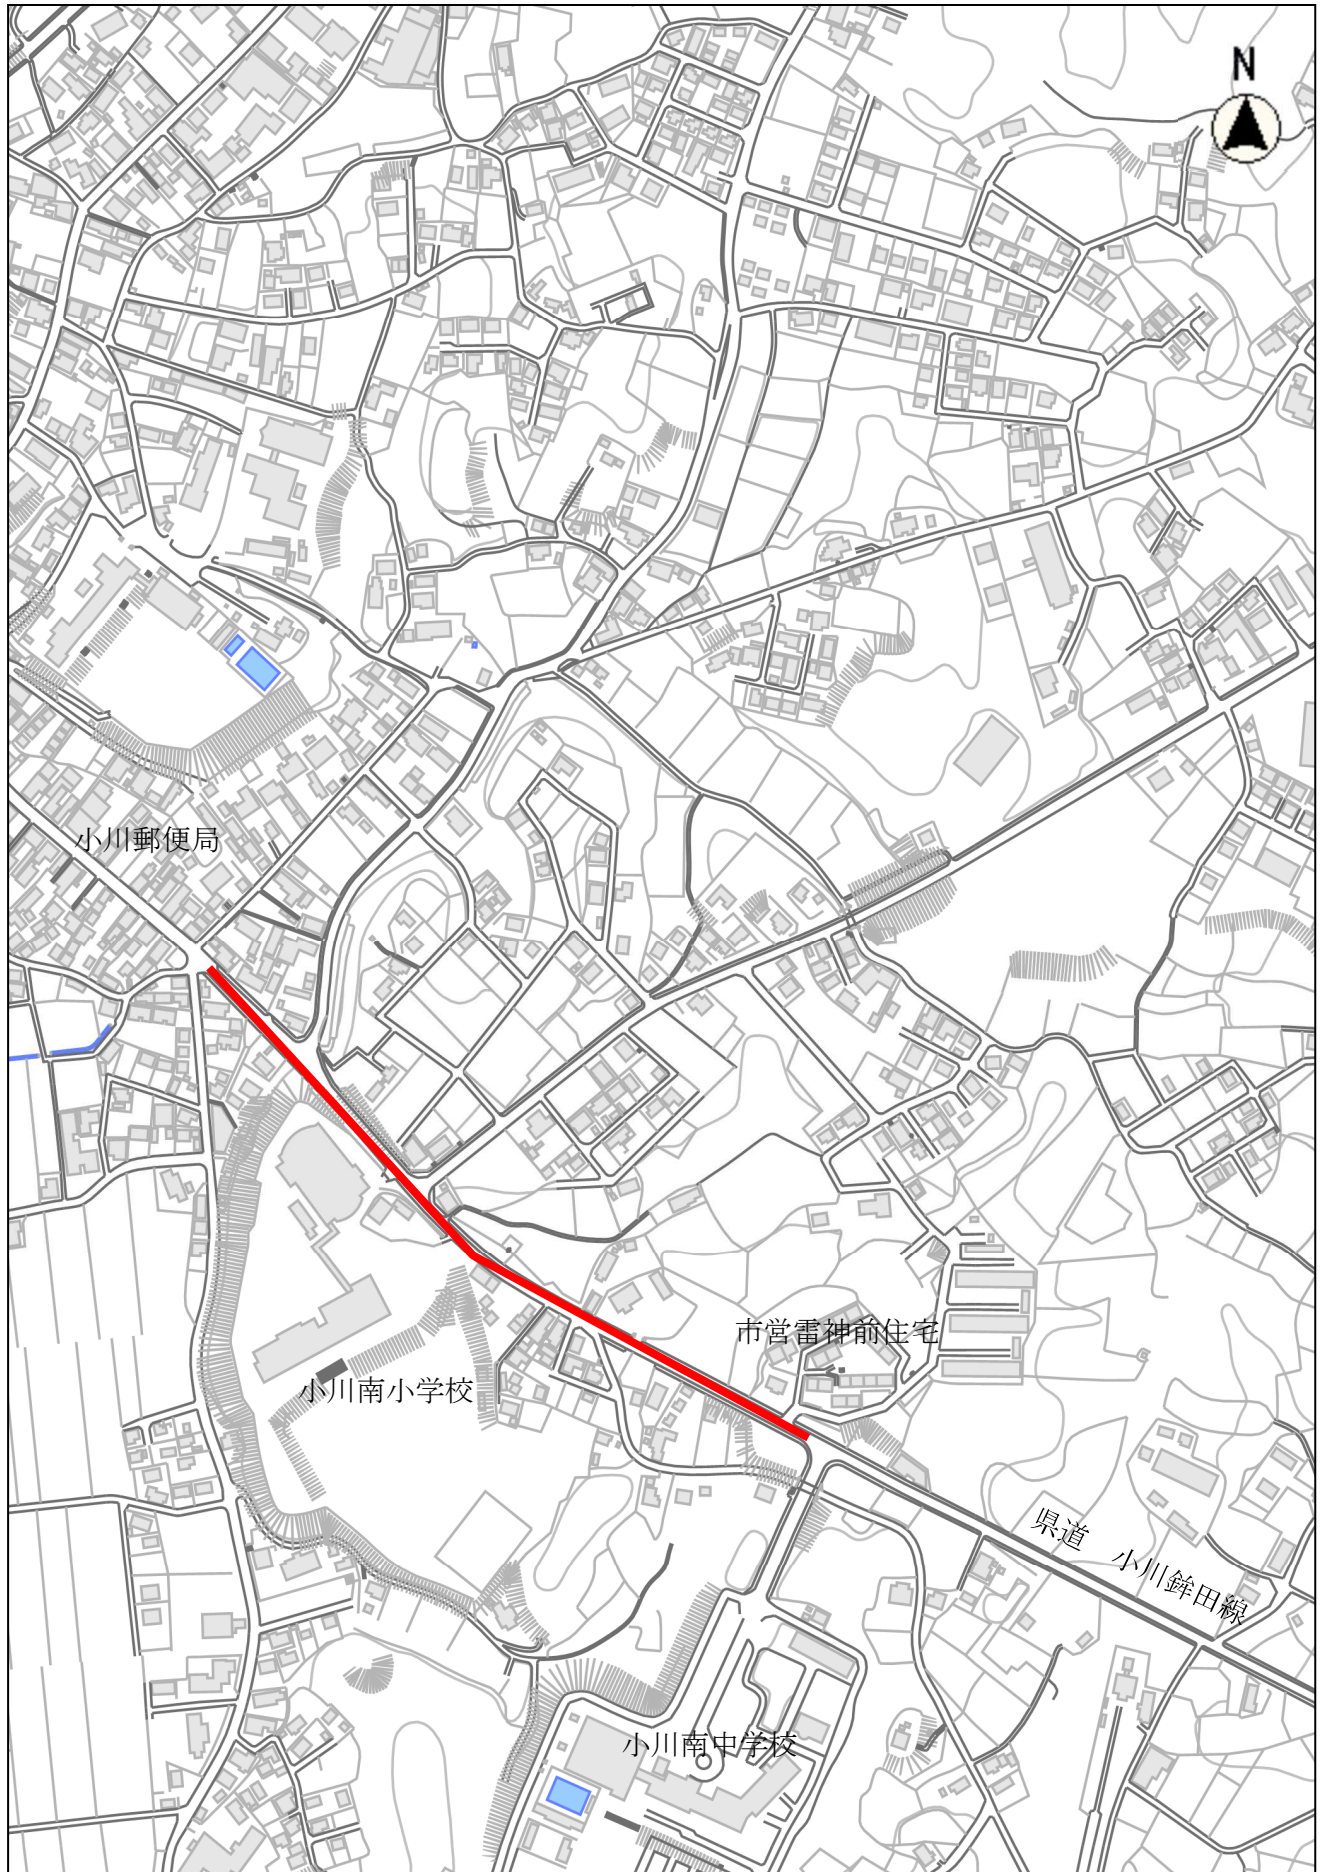 N
小川郵便局
市営雷神前住宅
小川南小学校
県道　小川鉾田線
小川南中学校